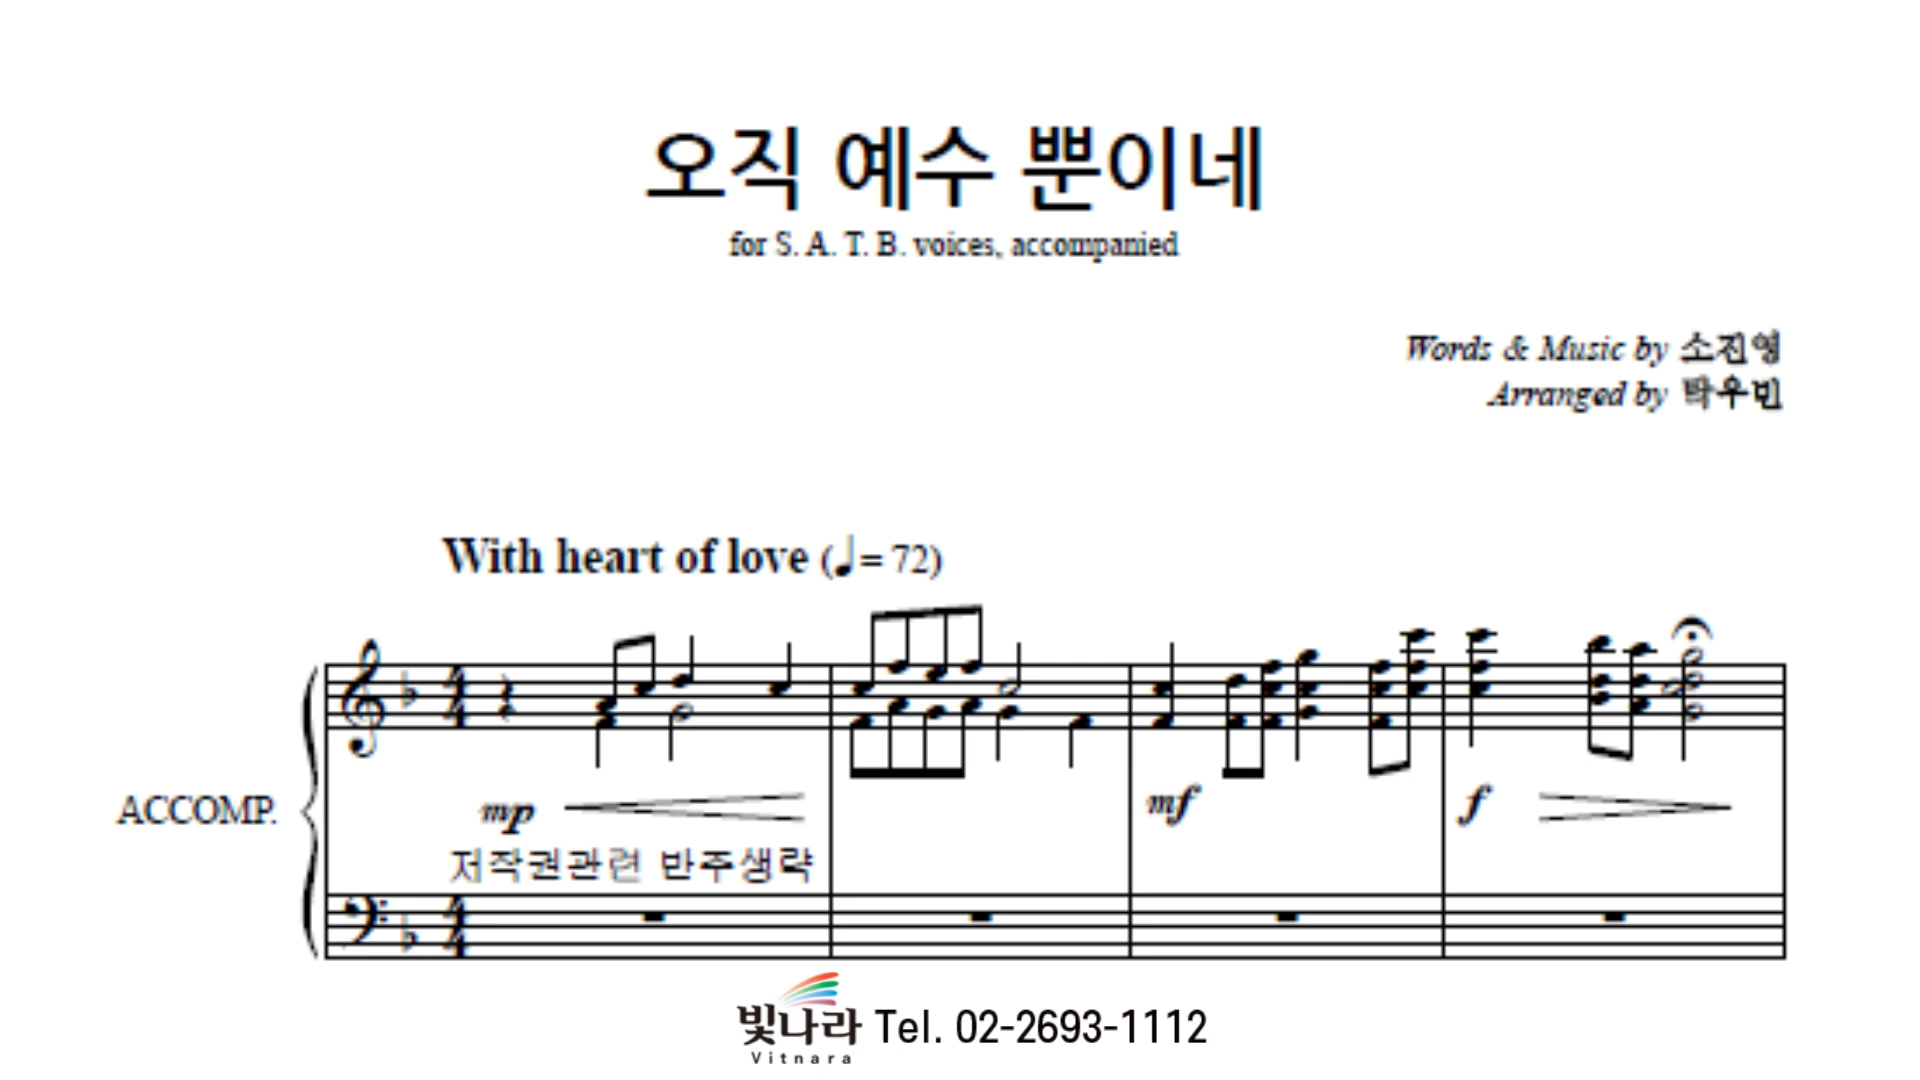 오직 예수 뿐이네
for S. A. T. B. voices, accompanied
Words & Music by 소진영
Arranged by 박우빈
With heart of love (♩= 72)
ACCOMP.
mp
mf
f
저작권관련 반주생략
빛나라 Tel. 02-2693-1112
Vitnara